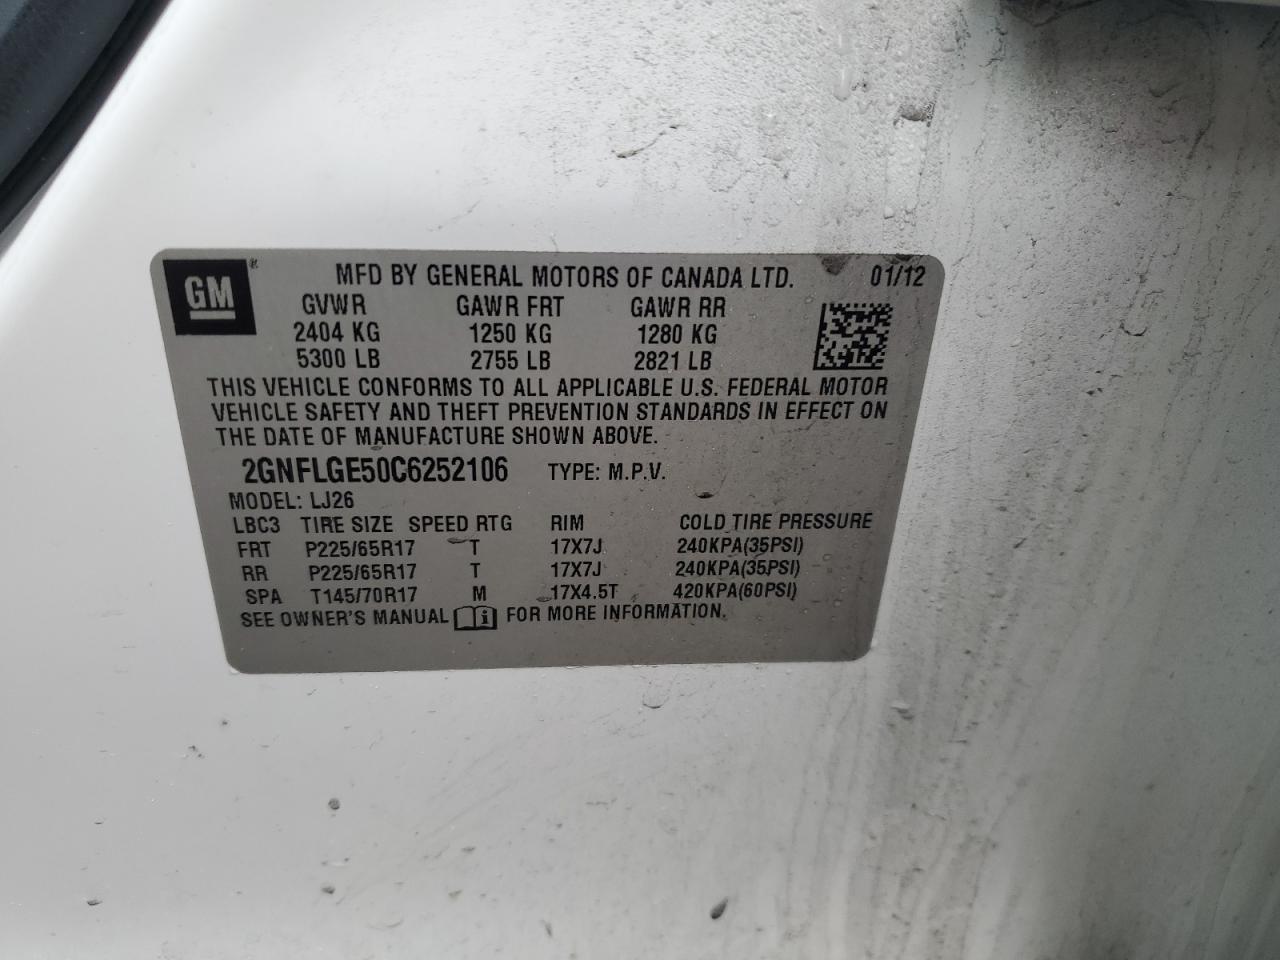 GM® MFD BY GENERAL MOTORS OF CANADA LTD. 01/12
GVWR GAWR FRT GAWR RR
2404 KG 1250 KG 1280 KG
5300 LB 2755 LB 2821 LB
THIS VEHICLE CONFORMS TO ALL APPLICABLE U.S. FEDERAL MOTOR
VEHICLE SAFETY AND THEFT PREVENTION STANDARDS IN EFFECT ON
THE DATE OF MANUFACTURE SHOWN ABOVE.
2GNFLGE50C6252106 TYPE: M.P.V.
MODEL: LJ26
LBC3 TIRE SIZE SPEED RTG RIM COLD TIRE PRESSURE
FRT P225/65R17 T 17X7J 240KPA(35PSI)
RR P225/65R17 T 17X7J 240KPA(35PSI)
SPA T145/70R17 M 17X4.5T 420KPA(60PSI)
SEE OWNER'S MANUAL i FOR MORE INFORMATION.